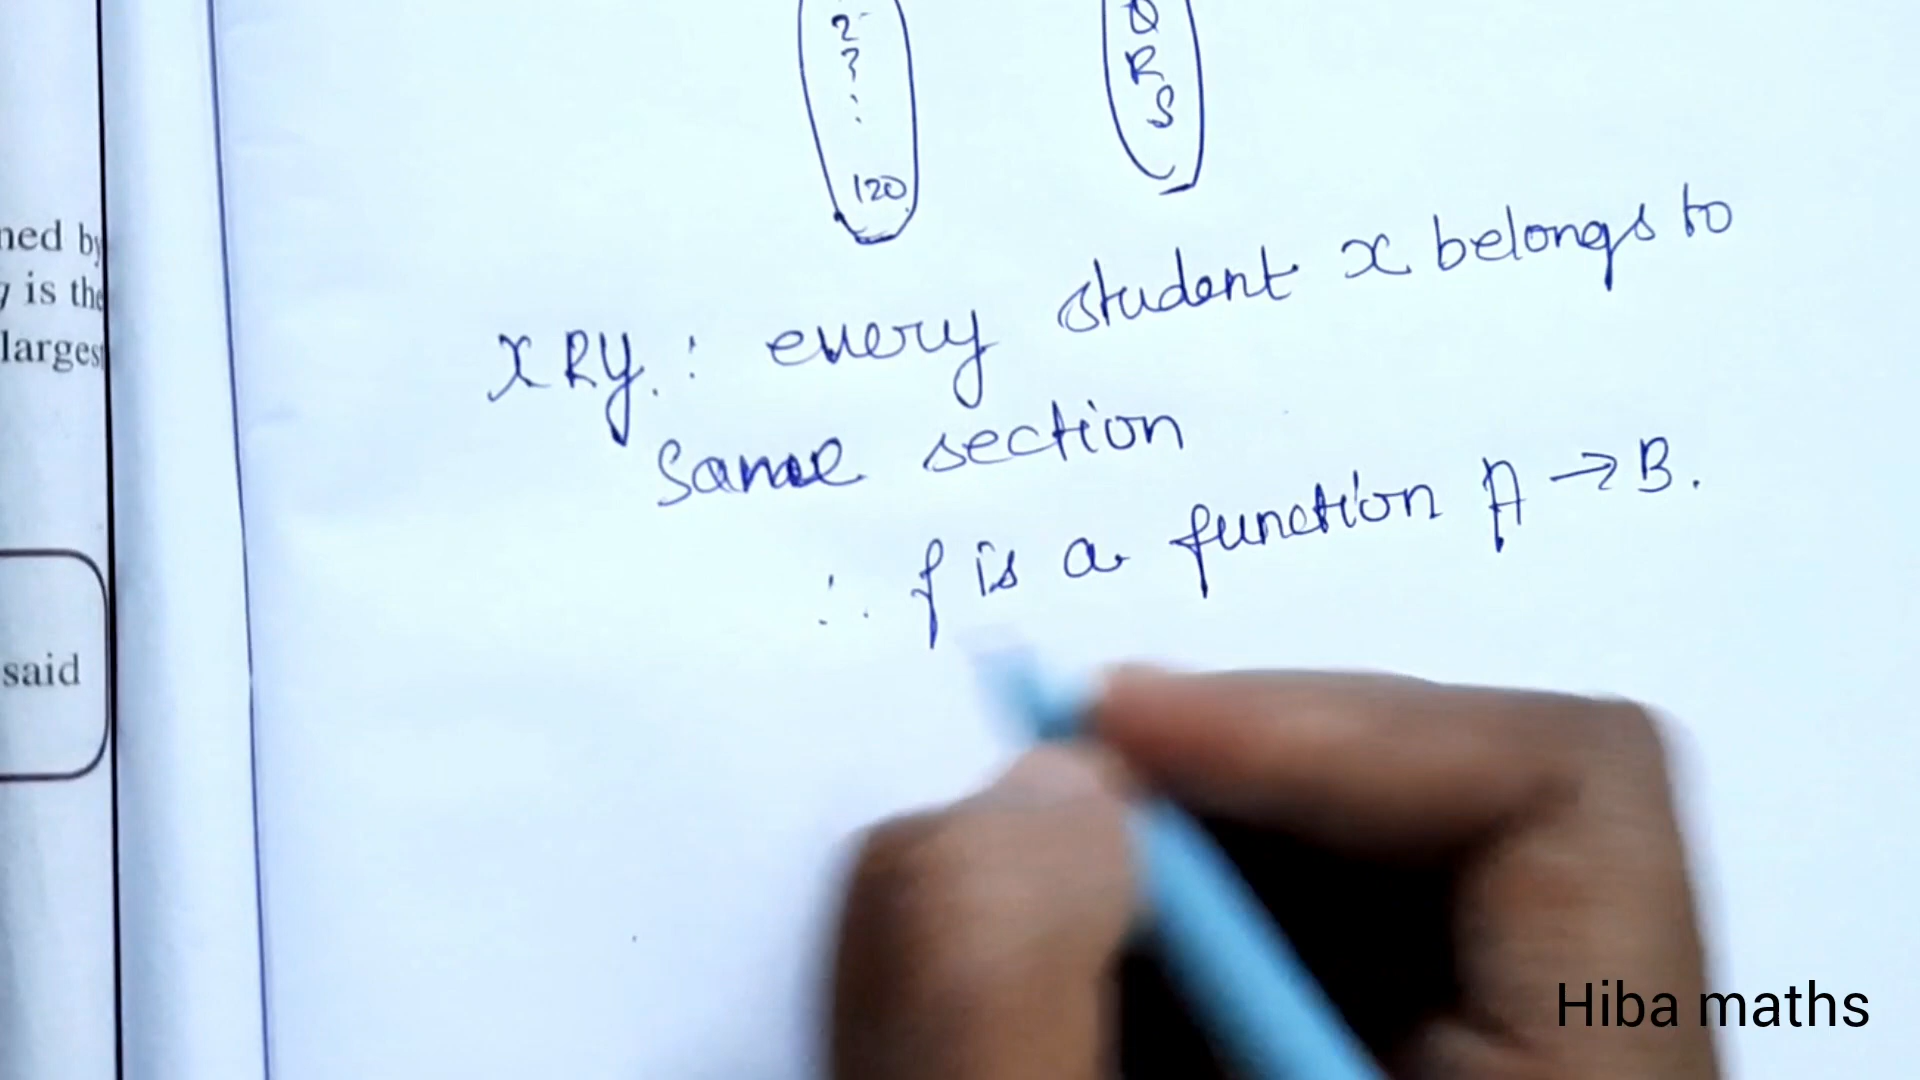 2
3
:
120
Q
R
S
ned by
y is the
larges
said
x R y : every student x belongs to
same section
∴ f is a function A → B.
Hiba maths